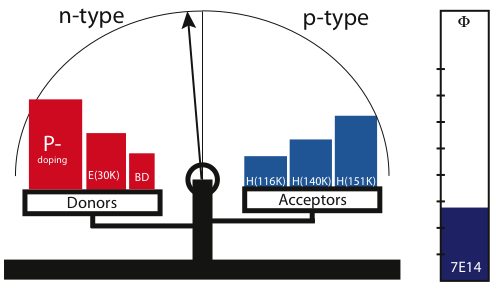 n-type
p-type
Φ
P-
doping
E(30K)
BD
H(116K)
H(140K)
H(151K)
Donors
Acceptors
7E14